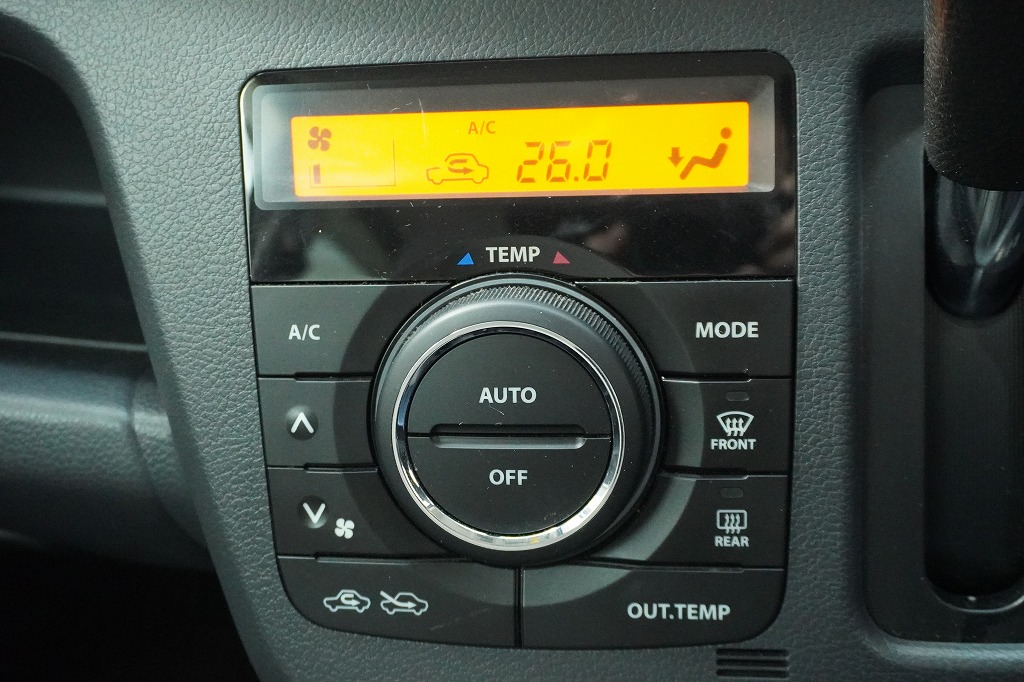 A/C
26.0
TEMP
A/C
MODE
AUTO
FRONT
OFF
REAR
OUT.TEMP